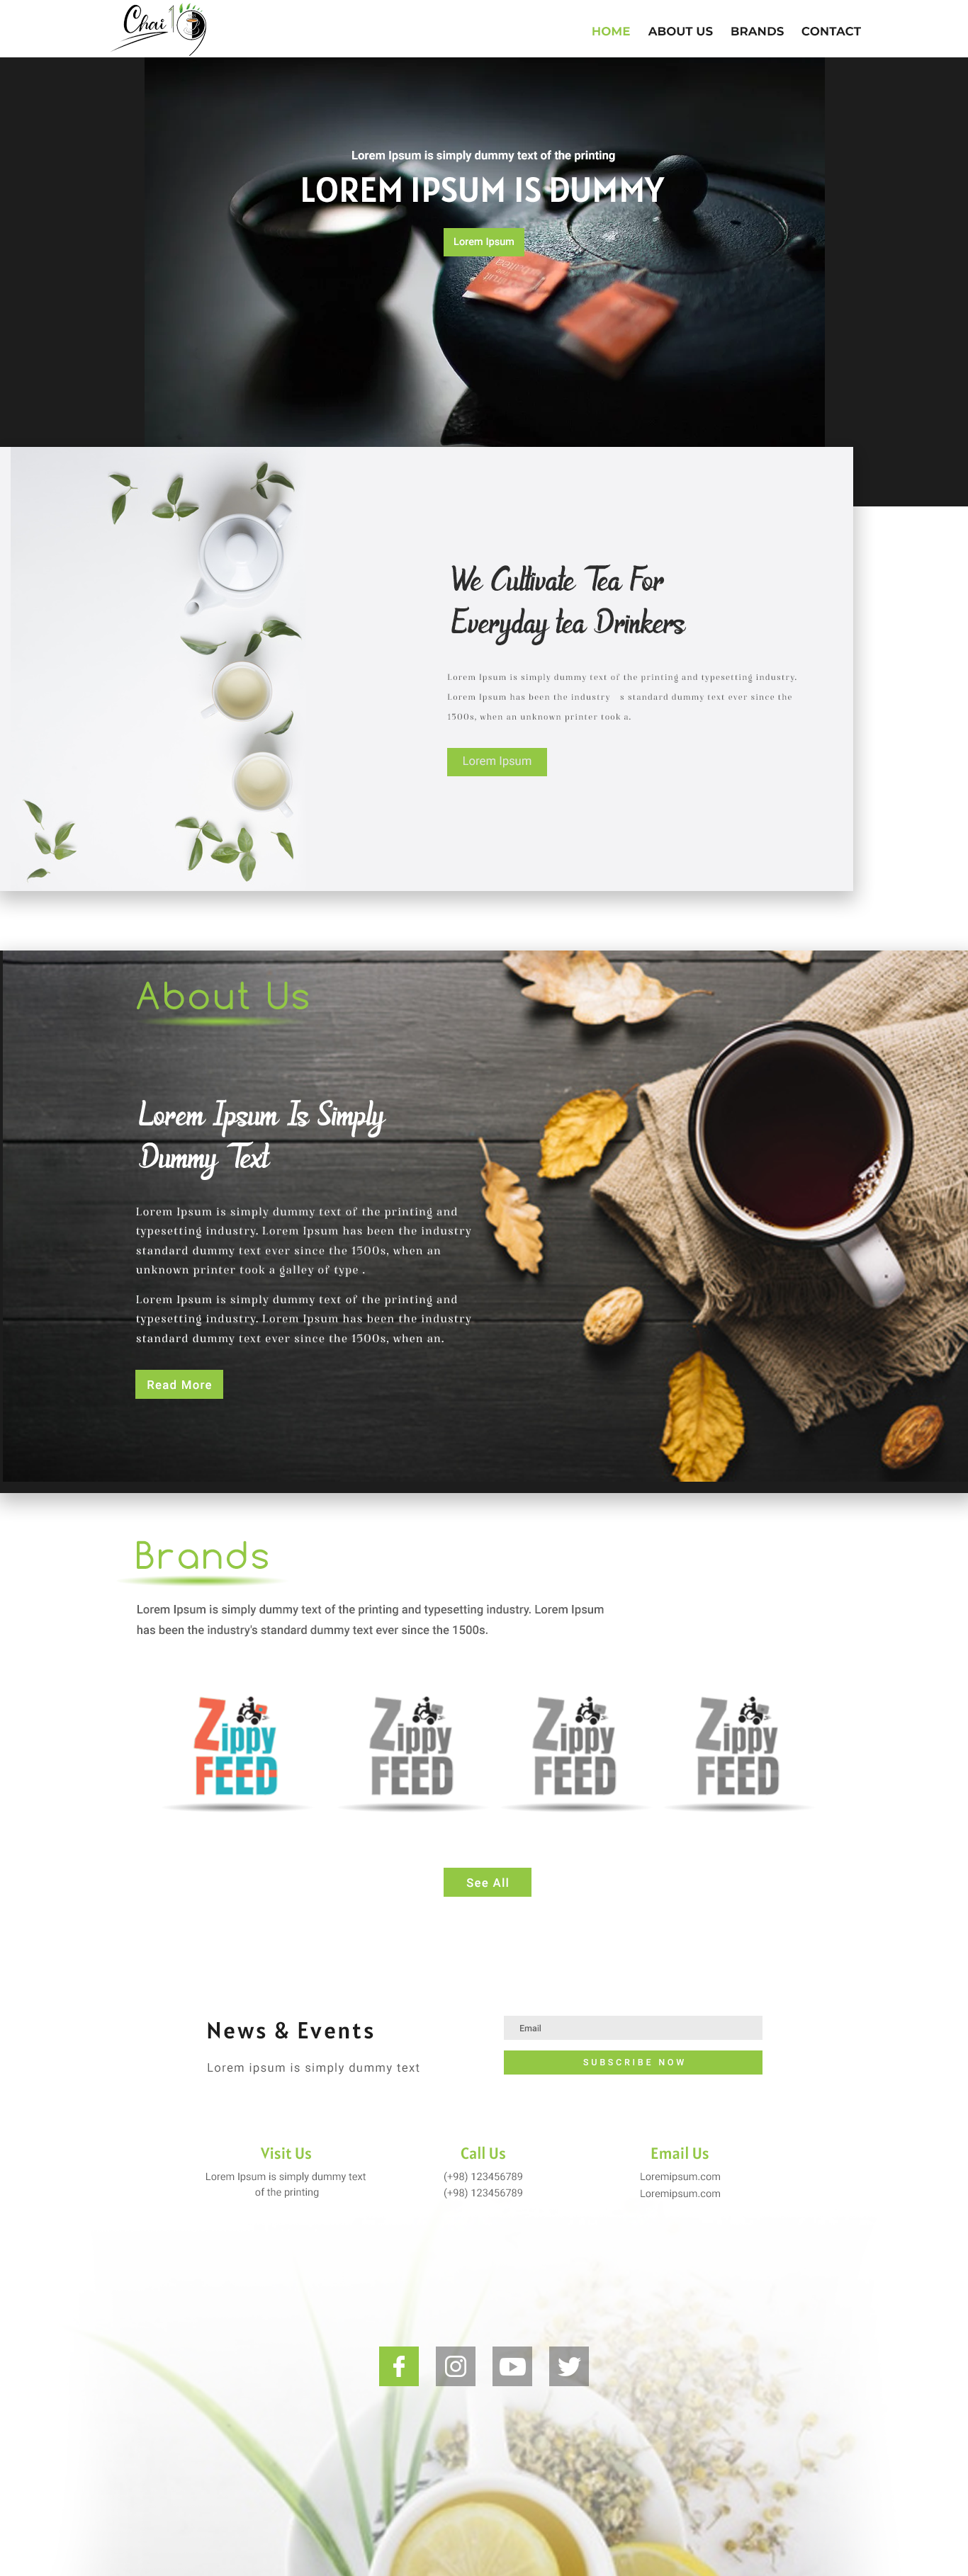 Chai
HOME ABOUT US BRANDS CONTACT
Lorem Ipsum is simply dummy text of the printing
LOREM IPSUM IS DUMMY
Lorem Ipsum
We Cultivate Tea For
Everyday tea Drinkers
Lorem Ipsum is simply dummy text of the printing and typesetting industry.
Lorem Ipsum has been the industry s standard dummy text ever since the
1500s, when an unknown printer took a.
Lorem Ipsum
About Us
Lorem Ipsum Is Simply
Dummy Text
Lorem Ipsum is simply dummy text of the printing and
typesetting industry. Lorem Ipsum has been the industry
standard dummy text ever since the 1500s, when an
unknown printer took a galley of type .
Lorem Ipsum is simply dummy text of the printing and
typesetting industry. Lorem Ipsum has been the industry
standard dummy text ever since the 1500s, when an.
Read More
Brands
Lorem Ipsum is simply dummy text of the printing and typesetting industry. Lorem Ipsum
has been the industry's standard dummy text ever since the 1500s.
Zippy FEED
Zippy FEED
Zippy FEED
Zippy FEED
See All
News & Events
Lorem ipsum is simply dummy text
Email
SUBSCRIBE NOW
Visit Us
Lorem Ipsum is simply dummy text
of the printing
Call Us
(+98) 123456789
(+98) 123456789
Email Us
Loremipsum.com
Loremipsum.com